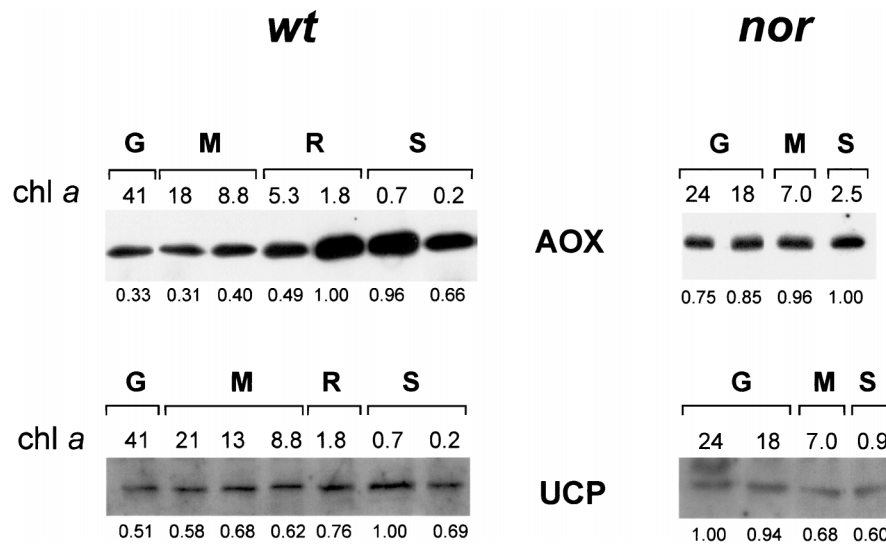 wt nor
G M R S G M S
chl a 41 18 8.8 5.3 1.8 0.7 0.2 24 18 7.0 2.5
AOX
0.33 0.31 0.40 0.49 1.00 0.96 0.66 0.75 0.85 0.96 1.00
G M R S G M S
chl a 41 21 13 8.8 1.8 0.7 0.2 24 18 7.0 0.9
UCP
0.51 0.58 0.68 0.62 0.76 1.00 0.69 1.00 0.94 0.68 0.60